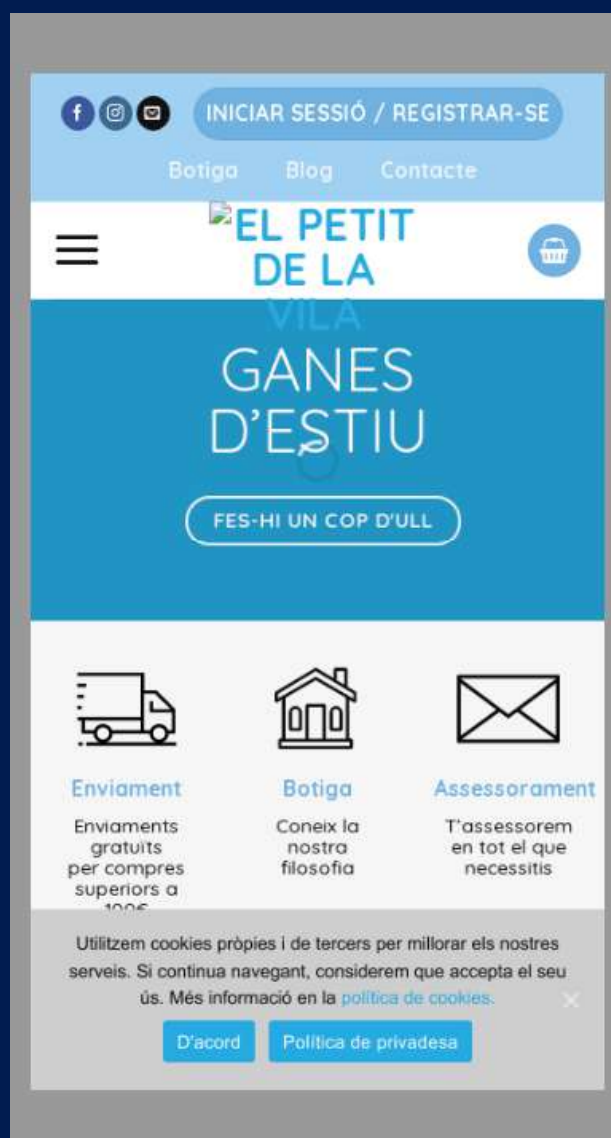 INICIAR SESSIÓ / REGISTRAR-SE
Botiga Blog Contacte
EL PETIT
DE LA
VILA
GANES
D'ESTIU
FES-HI UN COP D'ULL
Enviament Botiga Assessorament
Enviaments
gratuïts
per compres
superiors a
100€
Coneix la
nostra
filosofia
T'assessorem
en tot el que
necessitis
Utilitzem cookies pròpies i de tercers per millorar els nostres
serveis. Si continua navegant, considerem que accepta el seu
ús. Més informació en la política de cookies.
D'acord Política de privadesa